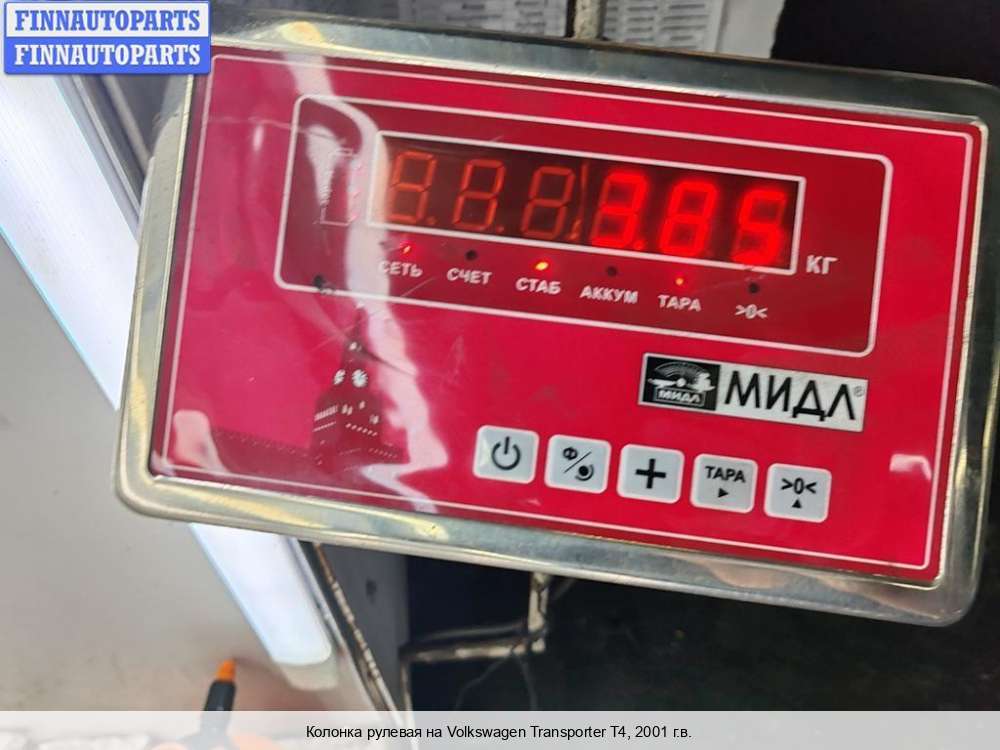 FINNAUTOPARTS
FINNAUTOPARTS
3.85
КГ
СЕТЬ СЧЕТ СТАБ АККУМ ТАРА >0<
МИДЛ МИДЛ®
ТАРА >0<
Колонка рулевая на Volkswagen Transporter T4, 2001 г.в.